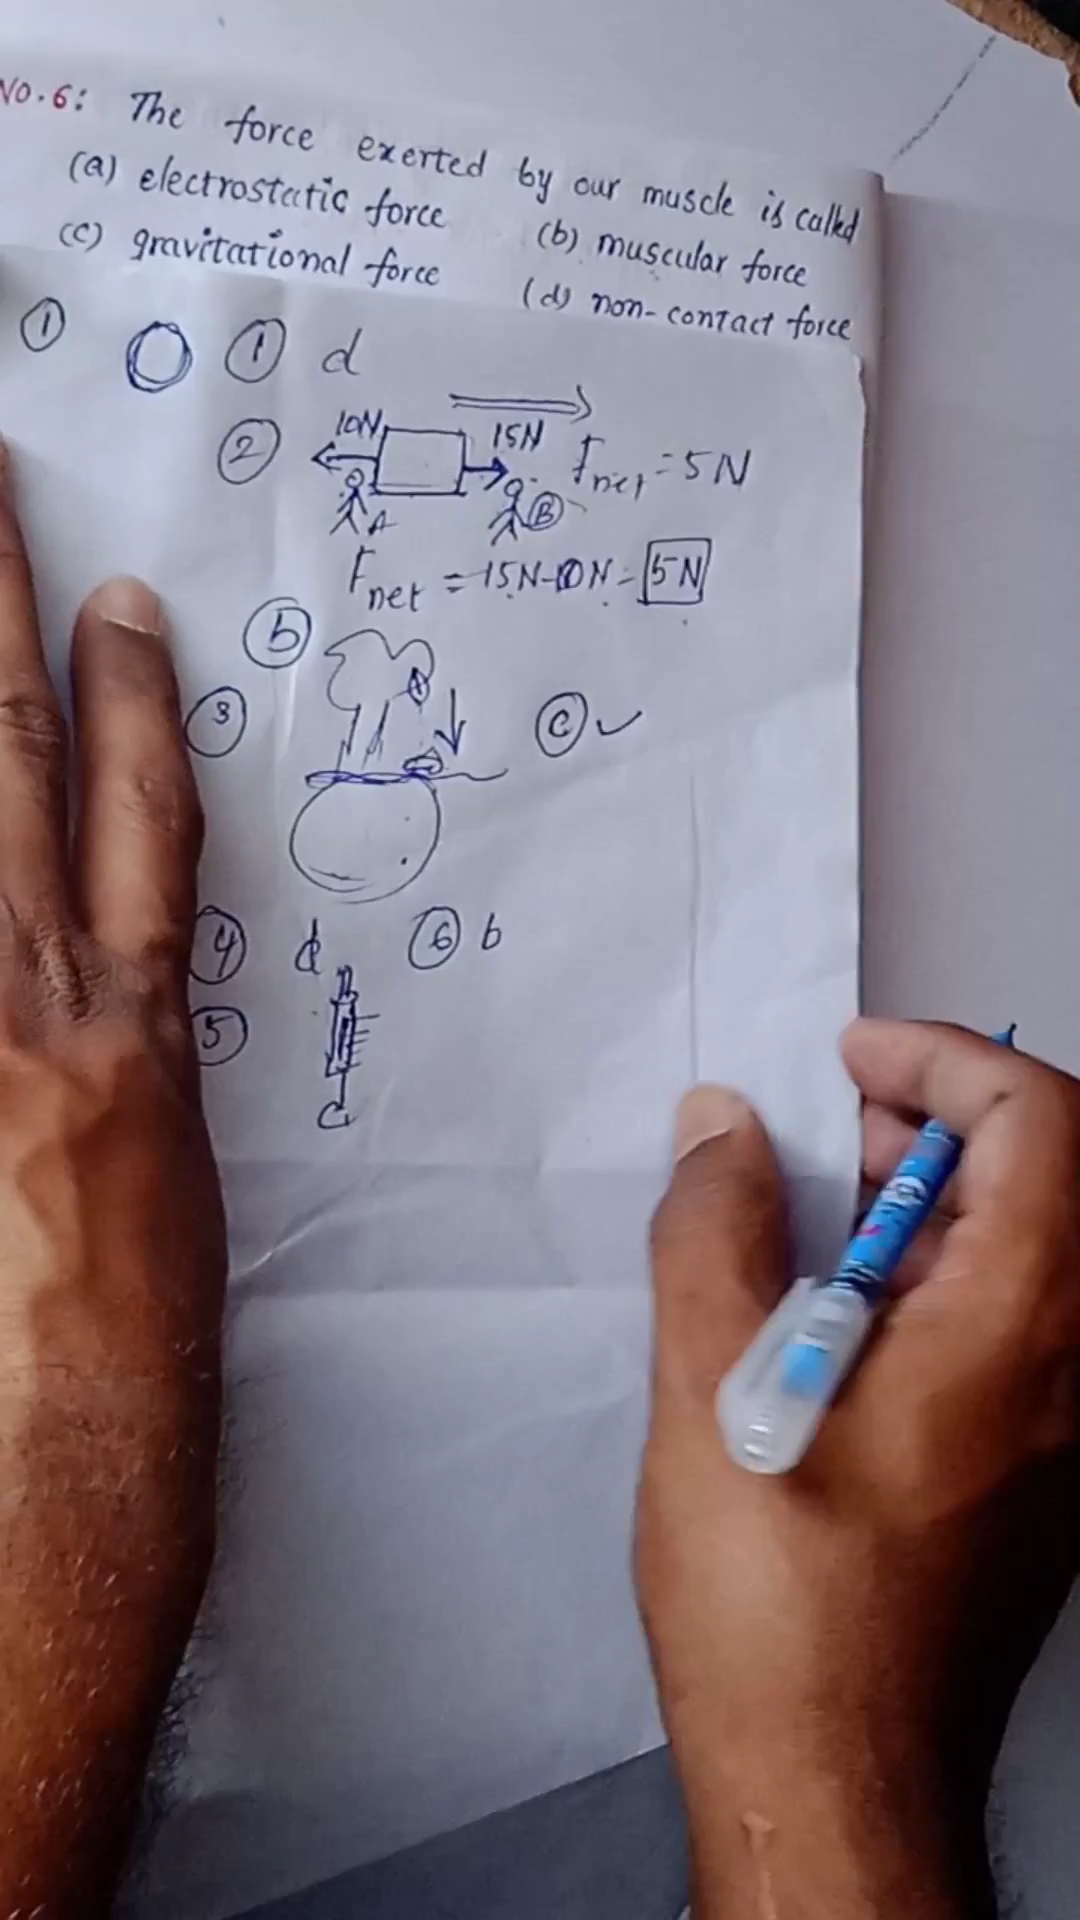 NO.6: The force exerted by our muscle is called
(a) electrostatic force (b) muscular force
(c) gravitational force (d) non-contact force
① ① d
② 10N 15N Fnet = 5N
A B
Fnet = 15N-10N = 5N
b
③ c ✓
④ d ⑥ b
⑤